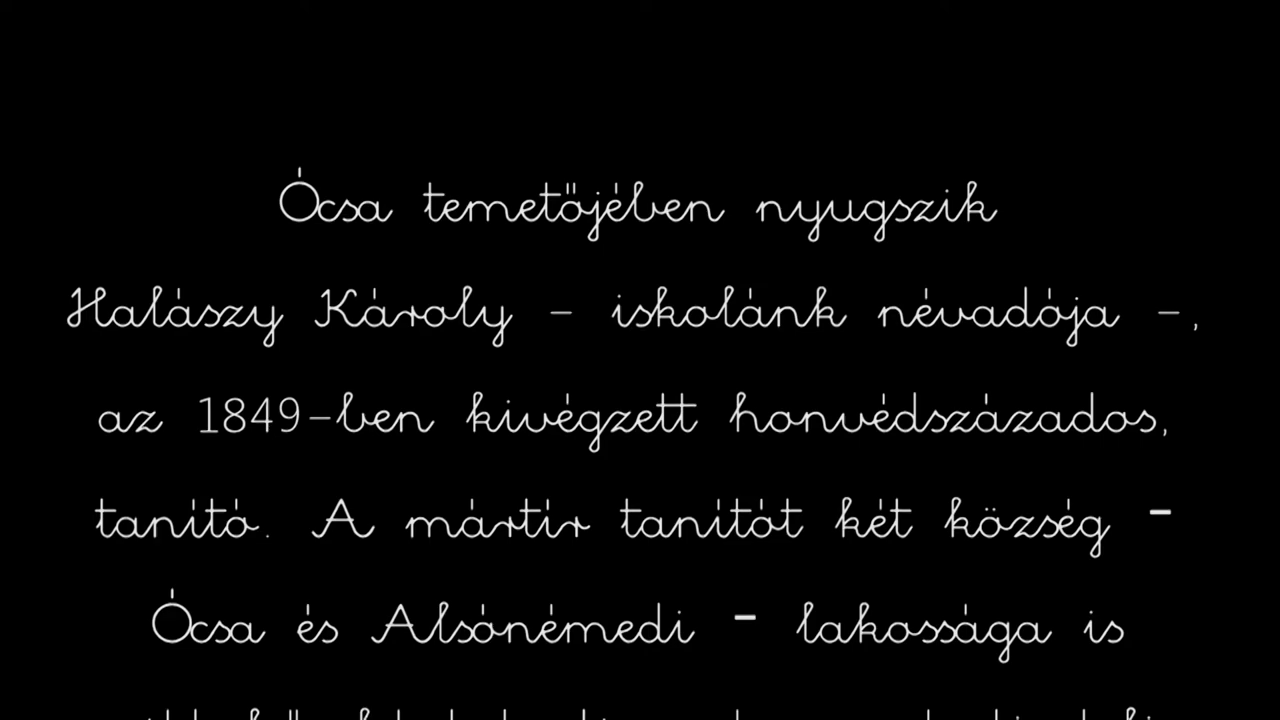 Ócsa temetőjében nyugszik
Halászy Károly - iskolánk névadója -,
az 1849-ben kivégzett honvédszázados,
tanító. A mártír tanítót két község -
Ócsa és Alsónémedi - lakossága is